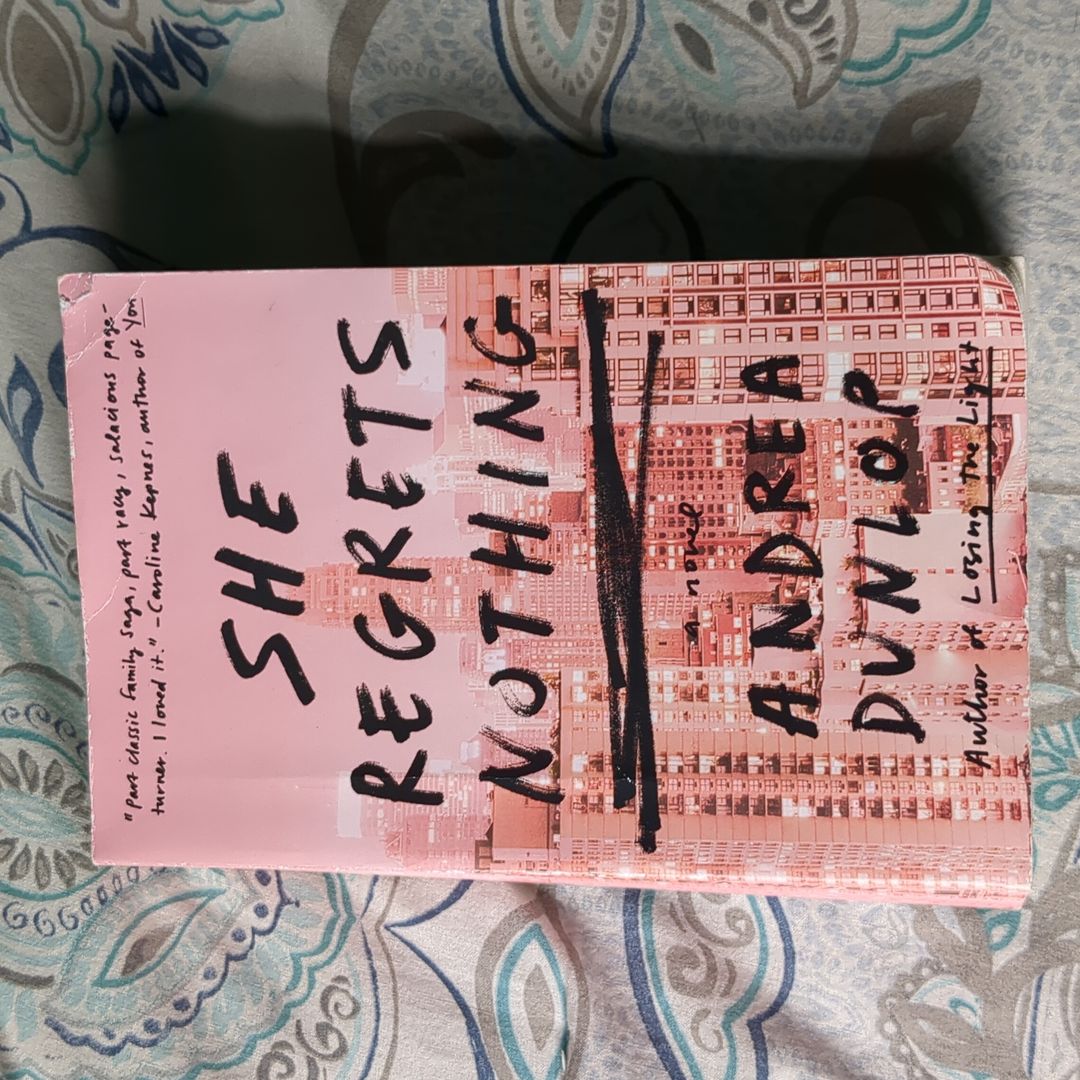 "Part classic family saga, part racy, salacious page-
turner. I loved it." —Caroline Kepnes, author of You
SHE
REGRETS
NOTHING
a novel
ANDREA
DUNLOP
Author of Losing the Light